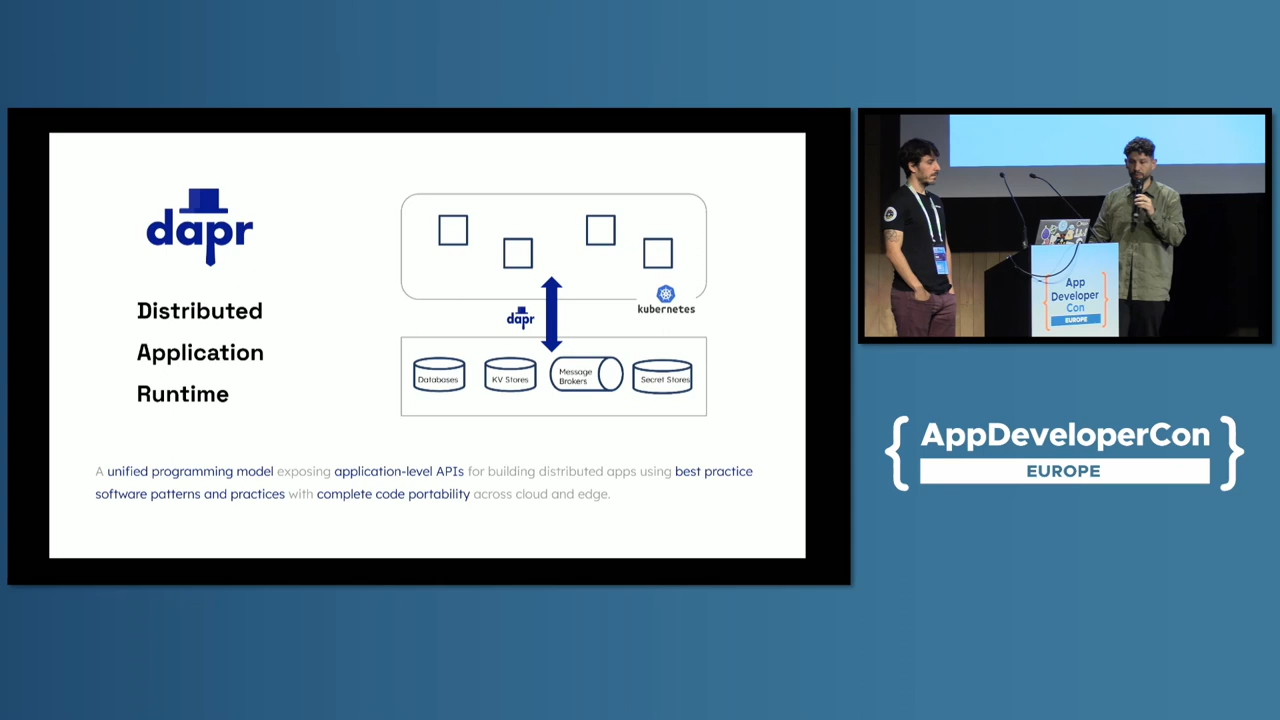 dapr
Distributed
Application
Runtime
dapr
kubernetes
Databases
KV Stores
Message
Brokers
Secret Stores
A unified programming model exposing application-level APIs for building distributed apps using best practice
software patterns and practices with complete code portability across cloud and edge.
App
Developer
Con
EUROPE
AppDeveloperCon
EUROPE